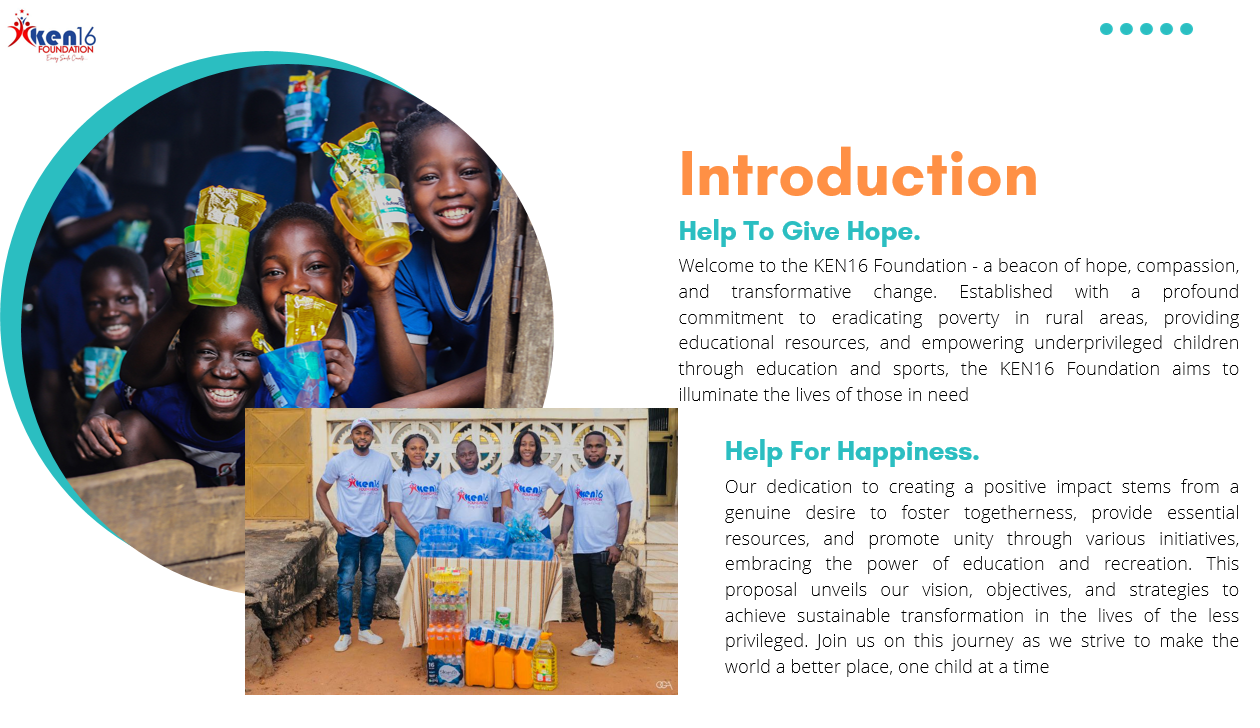 ken16
FOUNDATION
Every Smile Counts
Introduction
Help To Give Hope.
Welcome to the KEN16 Foundation - a beacon of hope, compassion,
and transformative change. Established with a profound
commitment to eradicating poverty in rural areas, providing
educational resources, and empowering underprivileged children
through education and sports, the KEN16 Foundation aims to
illuminate the lives of those in need
Help For Happiness.
Our dedication to creating a positive impact stems from a
genuine desire to foster togetherness, provide essential
resources, and promote unity through various initiatives,
embracing the power of education and recreation. This
proposal unveils our vision, objectives, and strategies to
achieve sustainable transformation in the lives of the less
privileged. Join us on this journey as we strive to make the
world a better place, one child at a time
ken16
ken16
ken16
ken16